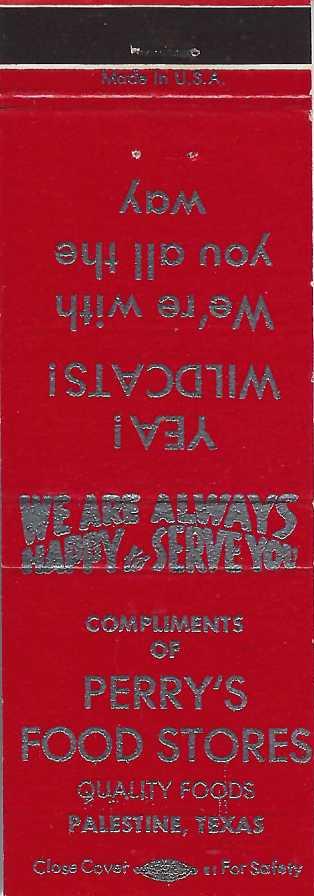 Made in U.S.A.
YEA!
WILDCATS!
We're with
you all the
way
WE ARE ALWAYS
HAPPY to SERVE YOU
COMPLIMENTS
OF
PERRY'S
FOOD STORES
QUALITY FOODS
PALESTINE, TEXAS
Close Cover For Safety